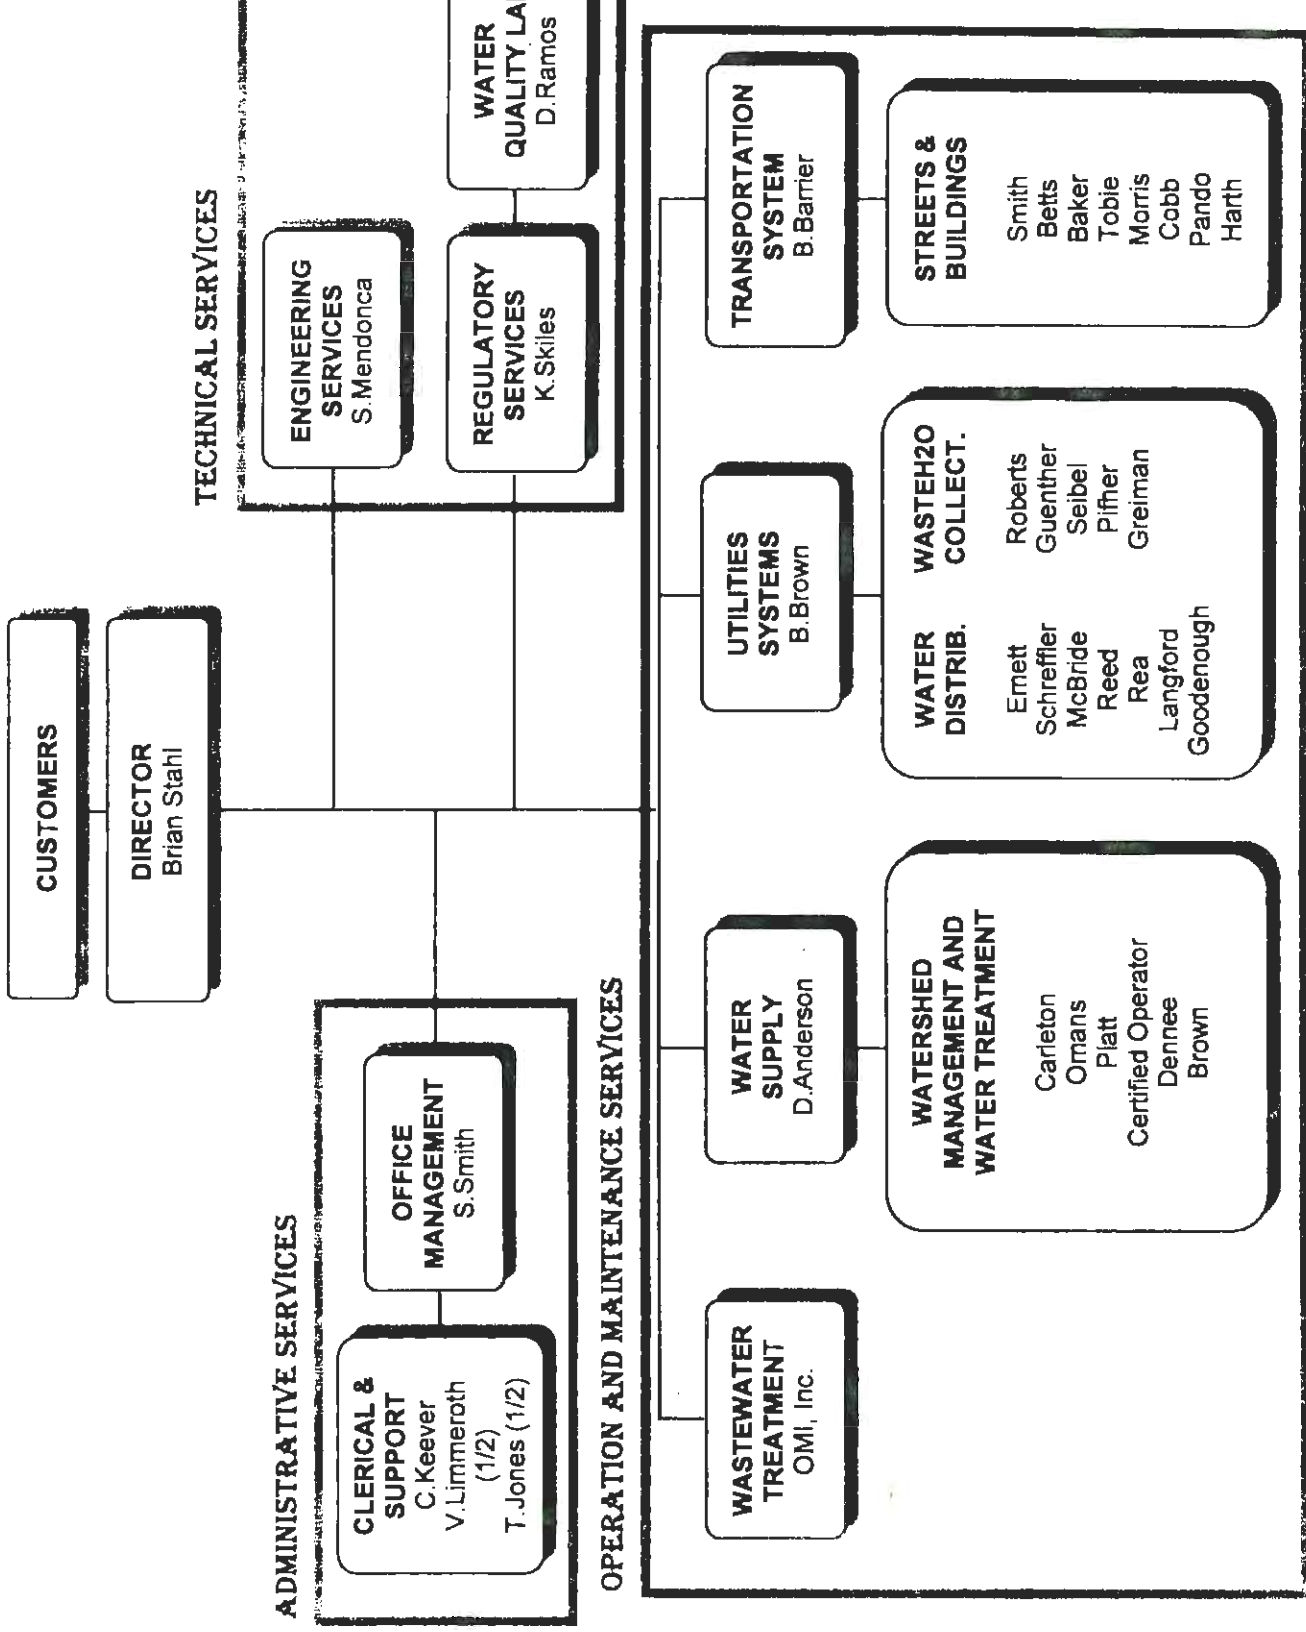 CUSTOMERS
DIRECTOR
Brian Stahl
TECHNICAL SERVICES
ENGINEERING
SERVICES
S.Mendonca
REGULATORY
SERVICES
K.Skiles
WATER
QUALITY LA
D.Ramos
ADMINISTRATIVE SERVICES
OFFICE
MANAGEMENT
S.Smith
CLERICAL &
SUPPORT
C.Keever
V.Limmeroth
(1/2)
T.Jones (1/2)
OPERATION AND MAINTENANCE SERVICES
WASTEWATER
TREATMENT
OMI, Inc.
WATER
SUPPLY
D.Anderson
WATERSHED
MANAGEMENT AND
WATER TREATMENT
Carleton
Omans
Platt
Certified Operator
Dennee
Brown
UTILITIES
SYSTEMS
B.Brown
WATER
DISTRIB.
Emett
Schreffler
McBride
Reed
Rea
Langford
Goodenough
WASTEH2O
COLLECT.
Roberts
Guenther
Seibel
Pifher
Greiman
TRANSPORTATION
SYSTEM
B.Barrier
STREETS &
BUILDINGS
Smith
Betts
Baker
Tobie
Morris
Cobb
Pando
Harth